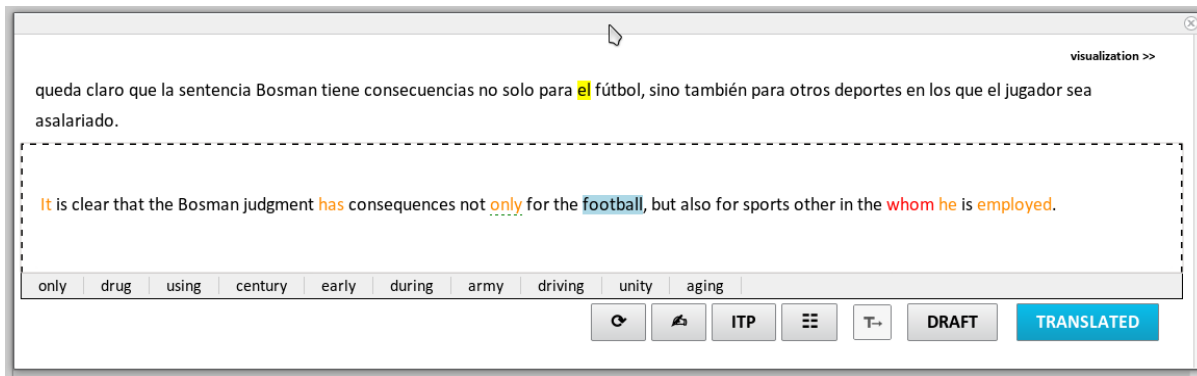 visualization >>
queda claro que la sentencia Bosman tiene consecuencias no solo para el fútbol, sino también para otros deportes en los que el jugador sea
asalariado.
It is clear that the Bosman judgment has consequences not only for the football, but also for sports other in the whom he is employed.
only drug using century early during army driving unity aging
ITP T→ DRAFT TRANSLATED